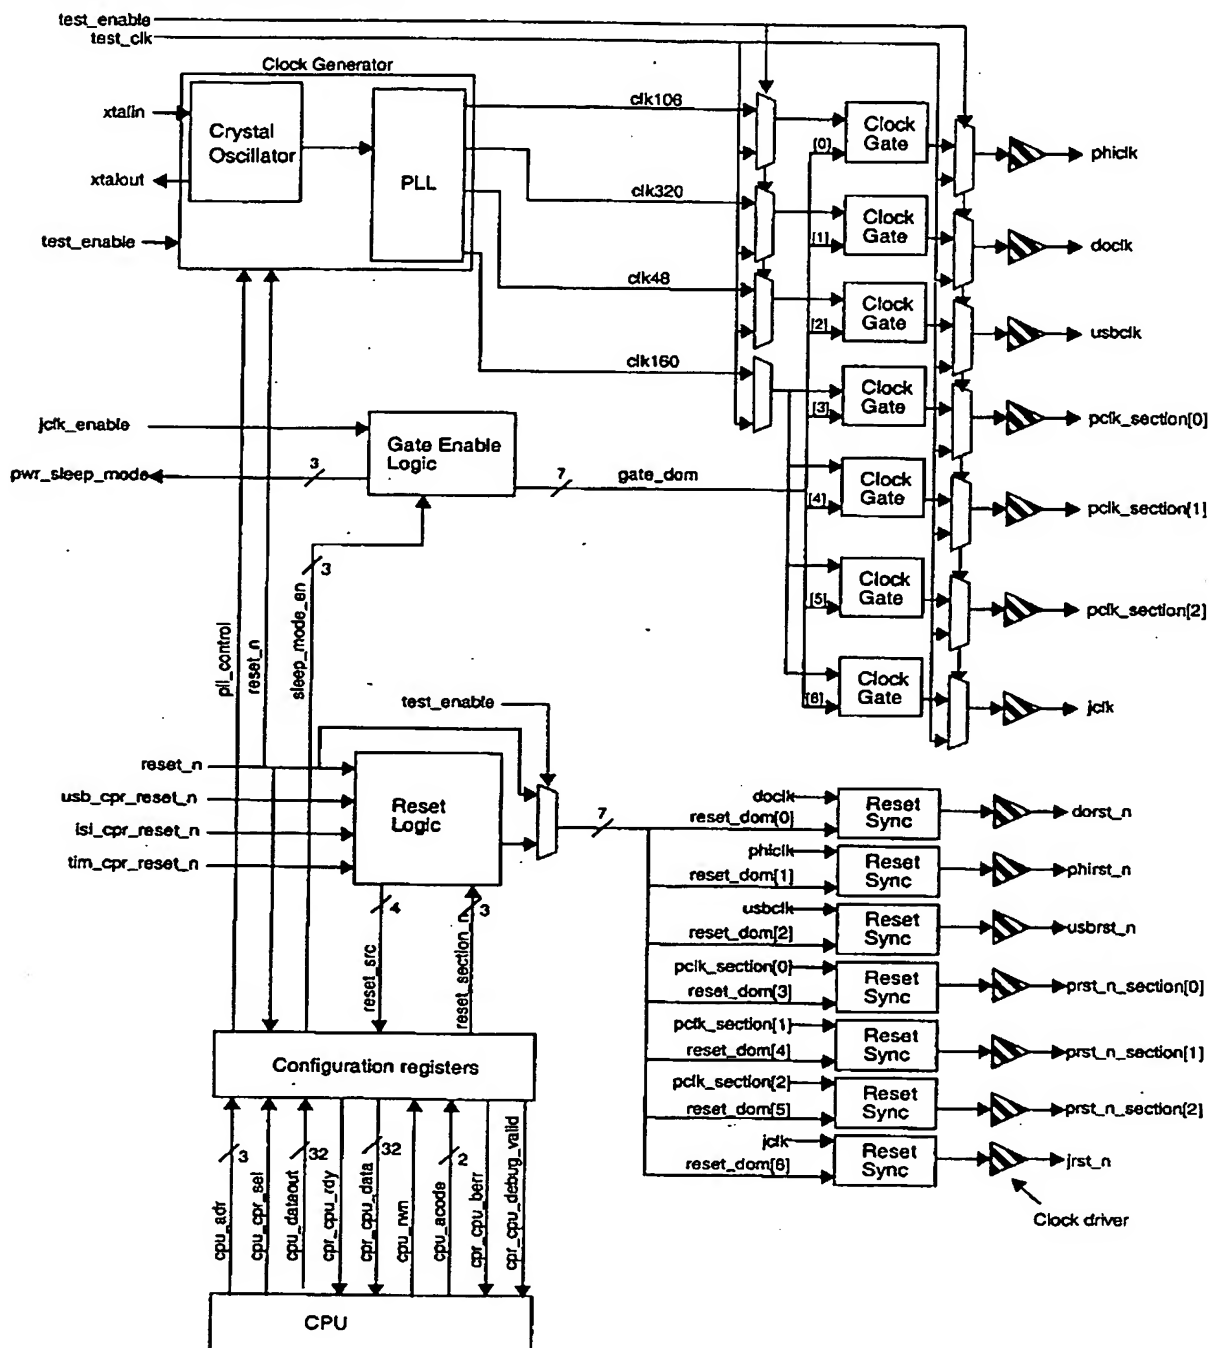 test_enable
test_clk
Clock Generator
xtalin
Crystal
Oscillator
PLL
xtalout
test_enable
clk106
clk320
clk48
clk160
[0]
Clock
Gate
phiclk
[1]
Clock
Gate
doclk
[2]
Clock
Gate
usbclk
[3]
Clock
Gate
pclk_section[0]
[4]
Clock
Gate
pclk_section[1]
[5]
Clock
Gate
pclk_section[2]
[6]
Clock
Gate
jclk
jclk_enable
Gate Enable
Logic
pwr_sleep_mode
3
7
gate_dom
3
pll_control
reset_n
sleep_mode_en
test_enable
reset_n
usb_cpr_reset_n
isi_cpr_reset_n
tim_cpr_reset_n
Reset
Logic
7
4
3
reset_src
reset_section_n
doclk
reset_dom[0]
Reset
Sync
dorst_n
phiclk
reset_dom[1]
Reset
Sync
phirst_n
usbclk
reset_dom[2]
Reset
Sync
usbrst_n
pclk_section[0]
reset_dom[3]
Reset
Sync
prst_n_section[0]
pclk_section[1]
reset_dom[4]
Reset
Sync
prst_n_section[1]
pclk_section[2]
reset_dom[5]
Reset
Sync
prst_n_section[2]
jclk
reset_dom[6]
Reset
Sync
jrst_n
Clock driver
Configuration registers
3
32
32
2
cpu_adr
cpu_cpr_sel
cpu_dataout
cpr_cpu_rdy
cpr_cpu_data
cpu_rwn
cpu_acode
cpr_cpu_berr
cpr_cpu_debug_valid
CPU